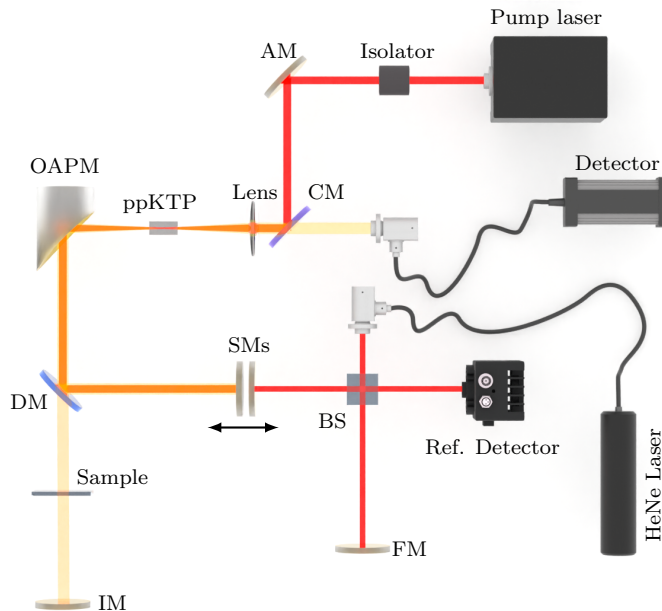 Pump laser
AM
Isolator
OAPM
Detector
ppKTP
Lens
CM
SMs
DM
BS
Ref. Detector
HeNe Laser
Sample
FM
IM